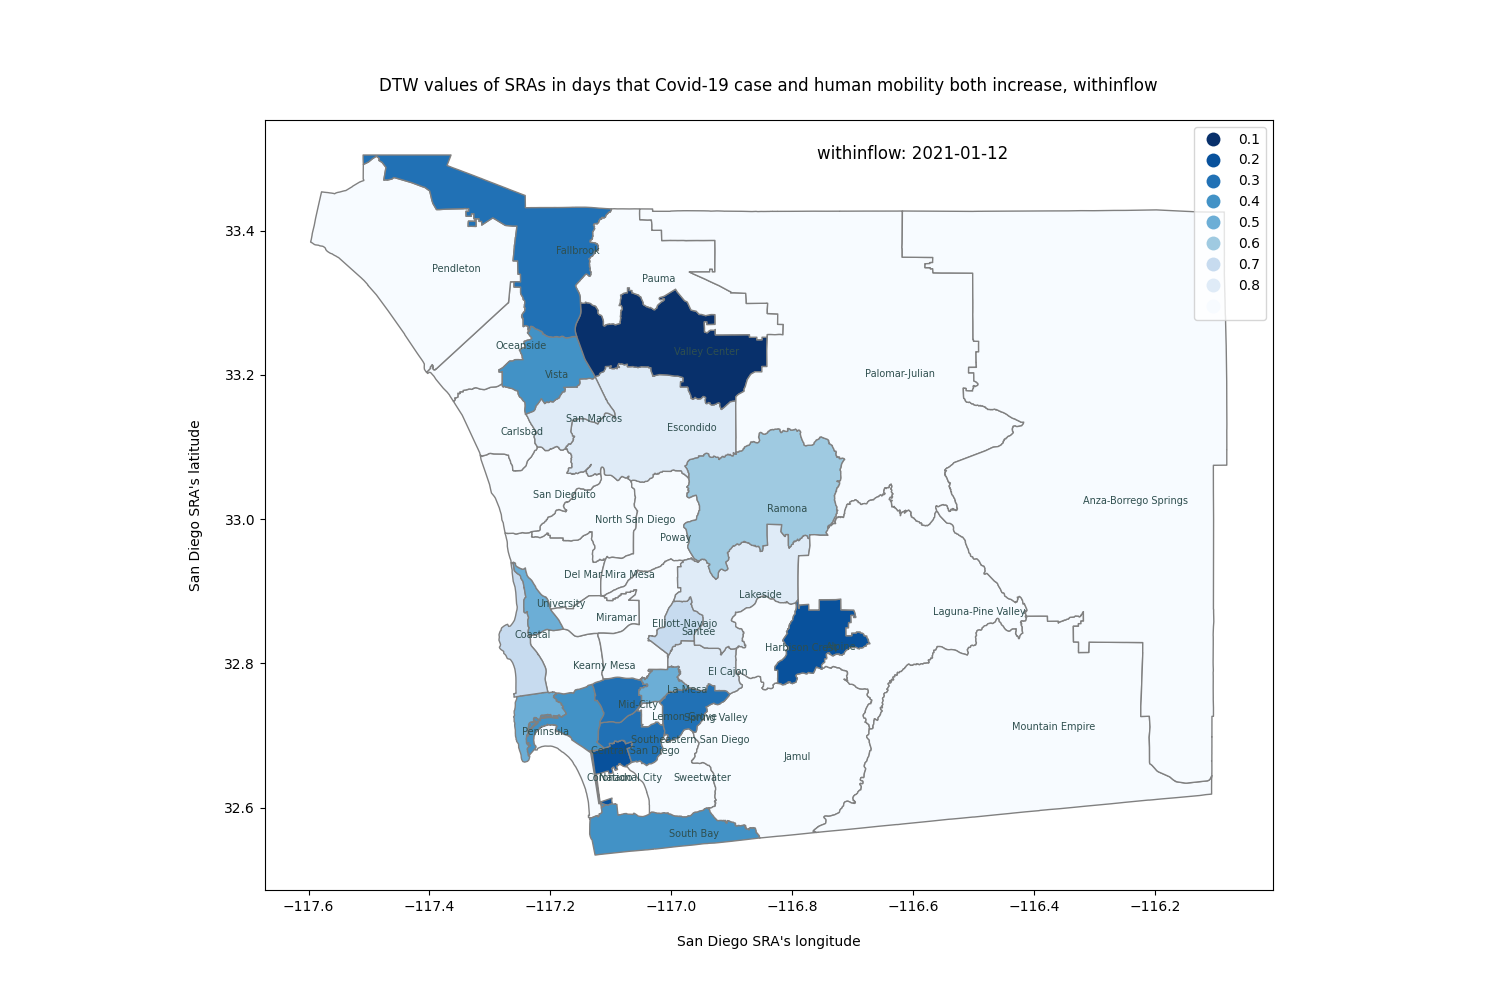 DTW values of SRAs in days that Covid-19 case and human mobility both increase, withinflow
withinflow: 2021-01-12
0.1
0.2
0.3
0.4
0.5
0.6
0.7
0.8
33.4
33.2
33.0
32.8
32.6
San Diego SRA's latitude
Fallbrook
Pendleton
Pauma
Oceanside
Valley Center
Vista
Palomar-Julian
San Marcos
Escondido
Carlsbad
San Dieguito
Anza-Borrego Springs
Ramona
North San Diego
Poway
Del Mar-Mira Mesa
Lakeside
University
Laguna-Pine Valley
Miramar
Elliott-Navajo
Santee
Coastal
Kearny Mesa
El Cajon
La Mesa
Mid-City
Lemon Grove
Spring Valley
Mountain Empire
Peninsula
Southeastern San Diego
Central San Diego
Jamul
Coronado
National City
Sweetwater
South Bay
−117.6
−117.4
−117.2
−117.0
−116.8
−116.6
−116.4
−116.2
San Diego SRA's longitude